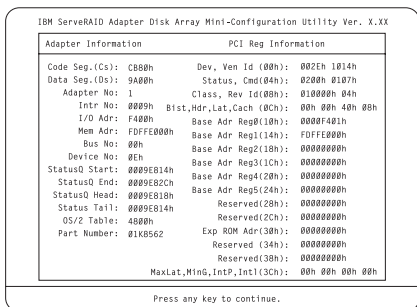 IBM ServeRAID Adapter Disk Array Mini-Configuration Utility Ver. X.XX
Adapter Information PCI Reg Information
Code Seg.(Cs): CB80h Dev, Ven Id (00h): 002Eh 1014h
Data Seg.(Ds): 9A00h Status, Cmd(04h): 0200h 0107h
Adapter No: 1 Class, Rev Id(08h): 010000h 04h
Intr No: 0009h Bist,Hdr,Lat,Cach (0Ch): 00h 00h 40h 08h
I/O Adr: F400h Base Adr Reg0(10h): 0000F401h
Mem Adr: FDFFE000h Base Adr Reg1(14h): FDFFE000h
Bus No: 00h Base Adr Reg2(18h): 00000000h
Device No: 0Eh Base Adr Reg3(1Ch): 00000000h
StatusQ Start: 0009E814h Base Adr Reg4(20h): 00000000h
StatusQ End: 0009E82Ch Base Adr Reg5(24h): 00000000h
StatusQ Head: 0009E818h Reserved(28h): 00000000h
Status Tail: 0009E814h Reserved(2Ch): 00000000h
OS/2 Table: 4800h Exp ROM Adr(30h): 00000000h
Part Number: 01K8562 Reserved (34h): 00000000h
Reserved(38h): 00000000h
MaxLat,MinG,IntP,Intl(3Ch): 00h 00h 00h 00h
Press any key to continue.